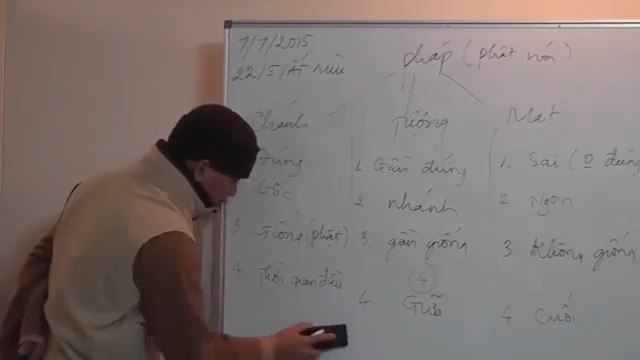 7/7/2015
22/5/ẤT MÙI
pháp (phật nói)
Chánh Tượng Mạt
Đúng 1. Gần đúng 1. Sai (0 đúng
Gốc 2 nhánh 2 Ngọn
3 Giống (phật) 3. gần giống 3 Không giống
4
4 Thời gian đầu 4 Giữa 4 Cuối